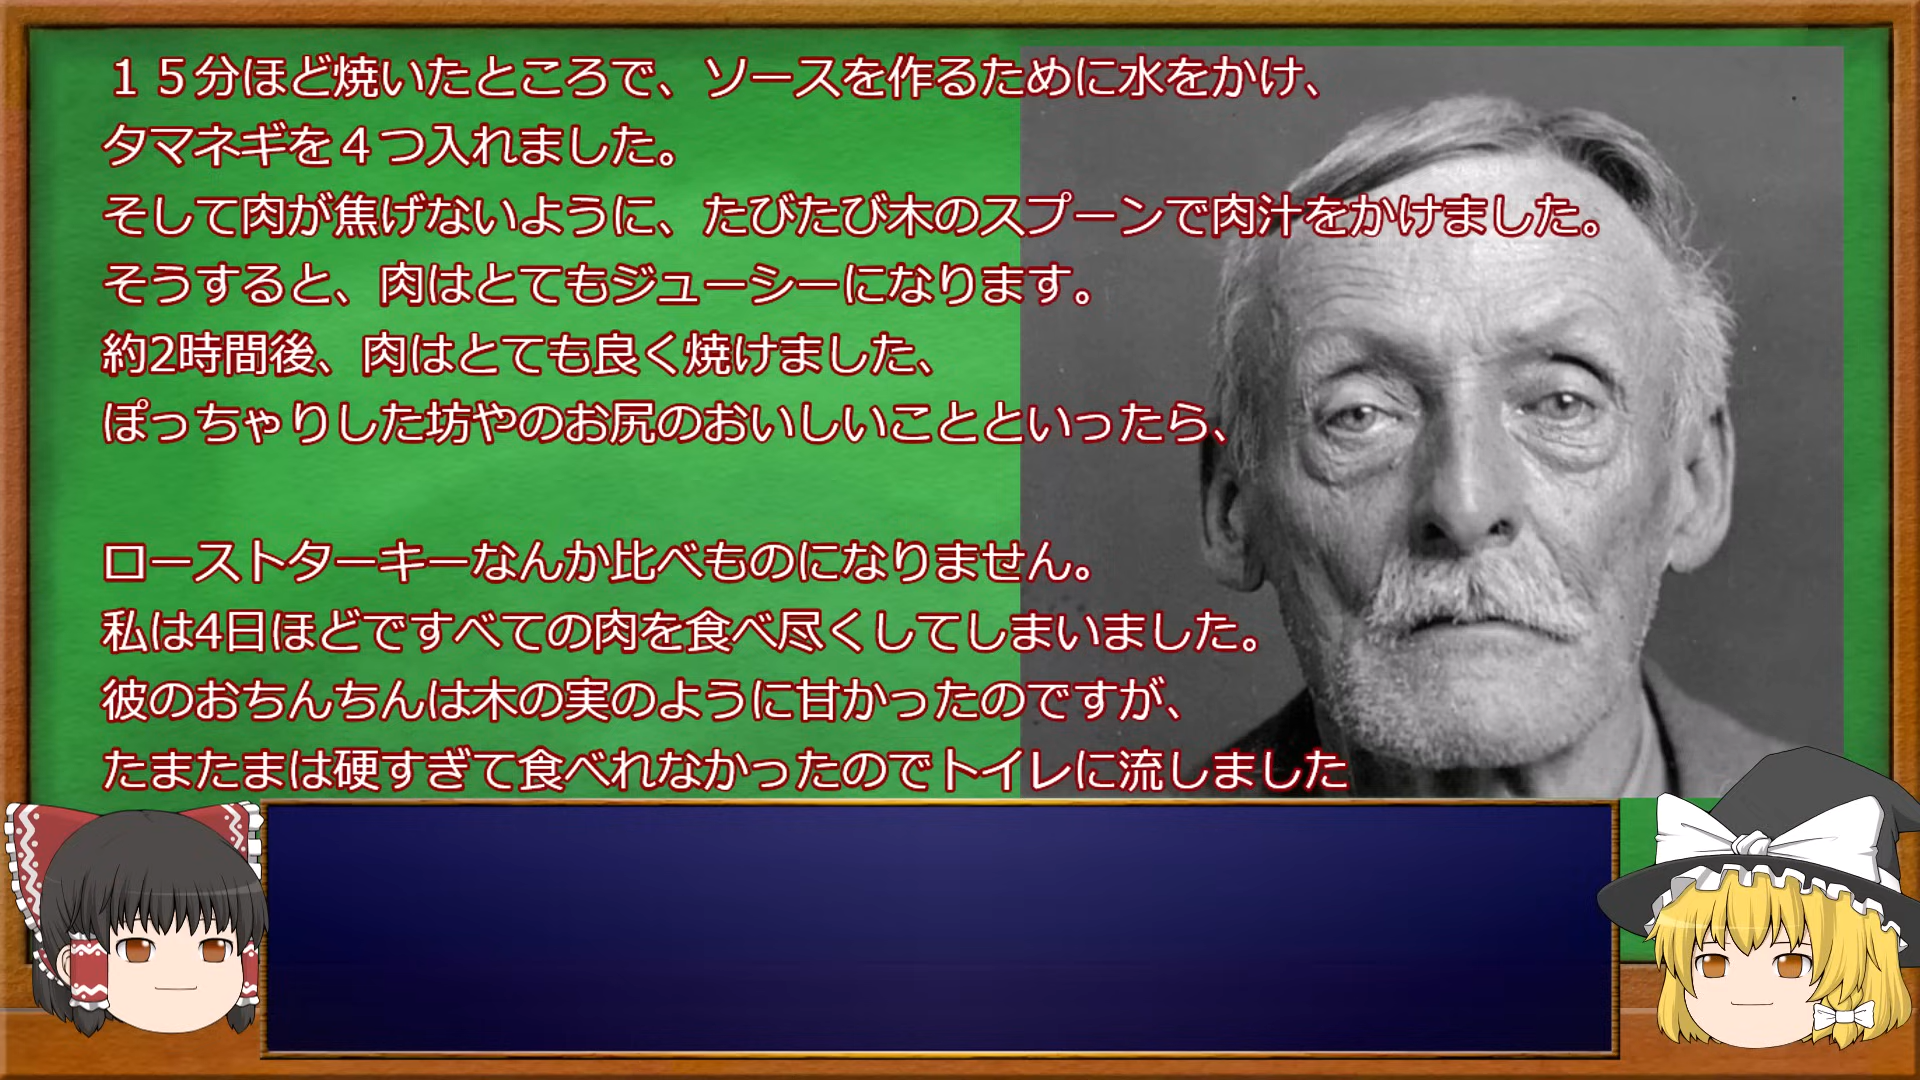 １５分ほど焼いたところで、ソースを作るために水をかけ、
タマネギを４つ入れました。
そして肉が焦げないように、たびたび木のスプーンで肉汁をかけました。
そうすると、肉はとてもジューシーになります。
約2時間後、肉はとても良く焼けました、
ぽっちゃりした坊やのお尻のおいしいことといったら、
ローストターキーなんか比べものになりません。
私は4日ほどですべての肉を食べ尽くしてしまいました。
彼のおちんちんは木の実のように甘かったのですが、
たまたまは硬すぎて食べれなかったのでトイレに流しました